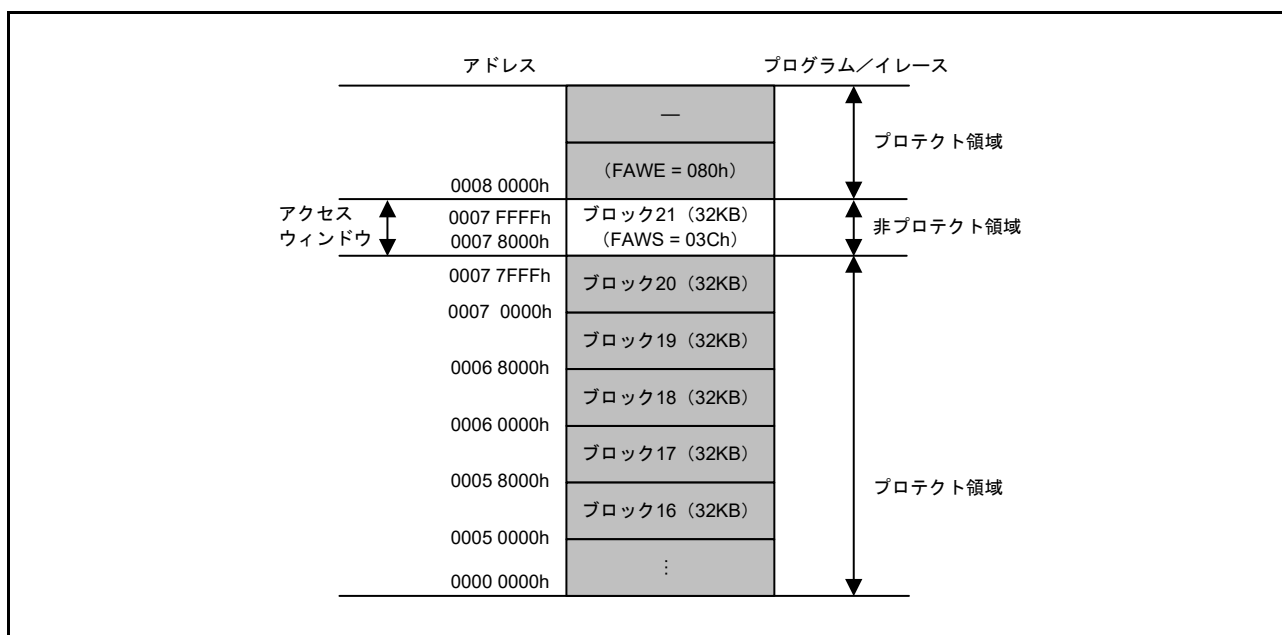 アドレス プログラム／イレース
—
プロテクト領域
（FAWE = 080h）
0008 0000h
アクセス
ウィンドウ
0007 FFFFh
0007 8000h
ブロック21（32KB）
（FAWS = 03Ch）
非プロテクト領域
0007 7FFFh
ブロック20（32KB）
0007 0000h
ブロック19（32KB）
0006 8000h
ブロック18（32KB）
0006 0000h
ブロック17（32KB）
0005 8000h
プロテクト領域
ブロック16（32KB）
0005 0000h
⋮
0000 0000h